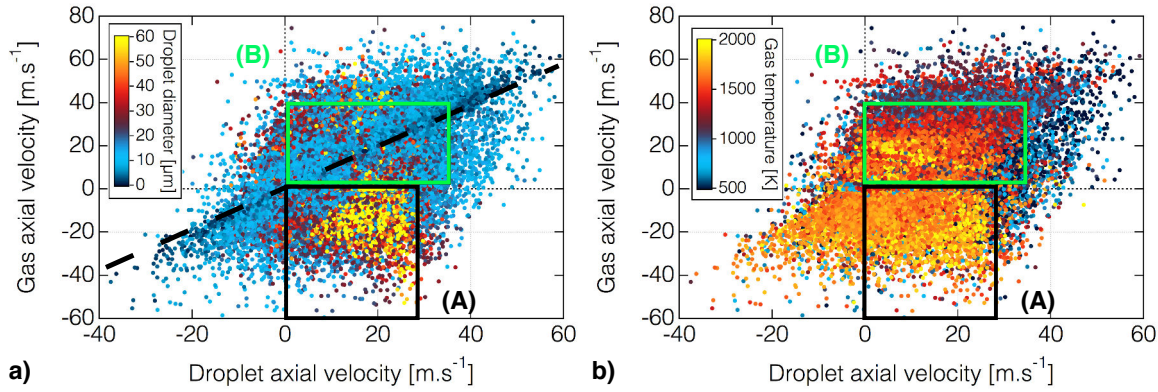 80
60
40
20
0
-20
-40
-60
Gas axial velocity [m.s⁻¹]
-40 -20 0 20 40 60
Droplet axial velocity [m.s⁻¹]
60
50
40
30
20
10
0
Droplet diameter [µm]
(B)
(A)
a)
80
60
40
20
0
-20
-40
-60
Gas axial velocity [m.s⁻¹]
-40 -20 0 20 40 60
Droplet axial velocity [m.s⁻¹]
2000
1500
1000
500
Gas temperature [K]
(B)
(A)
b)